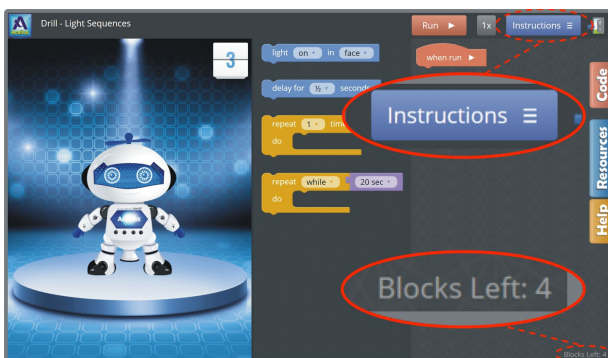 Drill - Light Sequences
Run
1x
Instructions
3
light on in face
when run
delay for ½ seconds
Instructions
repeat 1
do
repeat while 20 sec
do
Code
Resources
Help
Blocks Left: 4
Blocks Left: 4